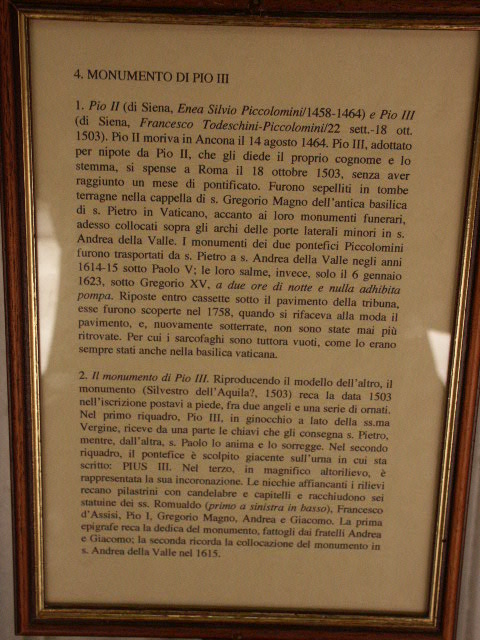 4. MONUMENTO DI PIO III
1. Pio II (di Siena, Enea Silvio Piccolomini/1458-1464) e Pio III
(di Siena, Francesco Todeschini-Piccolomini/22 sett.-18 ott.
1503). Pio II moriva in Ancona il 14 agosto 1464. Pio III, adottato
per nipote da Pio II, che gli diede il proprio cognome e lo
stemma, si spense a Roma il 18 ottobre 1503, senza aver
raggiunto un mese di pontificato. Furono sepelliti in tombe
terragne nella cappella di s. Gregorio Magno dell'antica basilica
di s. Pietro in Vaticano, accanto ai loro monumenti funerari,
adesso collocati sopra gli archi delle porte laterali minori in s.
Andrea della Valle. I monumenti dei due pontefici Piccolomini
furono trasportati da s. Pietro a s. Andrea della Valle negli anni
1614-15 sotto Paolo V; le loro salme, invece, solo il 6 gennaio
1623, sotto Gregorio XV, a due ore di notte e nulla adhibita
pompa. Riposte entro cassette sotto il pavimento della tribuna,
esse furono scoperte nel 1758, quando si rifaceva alla moda il
pavimento, e, nuovamente sotterrate, non sono state mai più
ritrovate. Per cui i sarcofaghi sono tuttora vuoti, come lo erano
sempre stati anche nella basilica vaticana.
2. Il monumento di Pio III. Riproducendo il modello dell'altro, il
monumento (Silvestro dell'Aquila?, 1503) reca la data 1503
nell'iscrizione postavi a piede, fra due angeli e una serie di ornati.
Nel primo riquadro, Pio III, in ginocchio a lato della ss.ma
Vergine, riceve da una parte le chiavi che gli consegna s. Pietro,
mentre, dall'altra, s. Paolo lo anima e lo sorregge. Nel secondo
riquadro, il pontefice è scolpito giacente sull'urna in cui sta
scritto: PIUS III. Nel terzo, in magnifico altorilievo, è
rappresentata la sua incoronazione. Le nicchie affiancanti i rilievi
recano pilastrini con candelabre e capitelli e racchiudono sei
statuine dei ss. Romualdo (primo a sinistra in basso), Francesco
d'Assisi, Pio I, Gregorio Magno, Andrea e Giacomo. La prima
epigrafe reca la dedica del monumento, fattogli dai fratelli Andrea
e Giacomo; la seconda ricorda la collocazione del monumento in
s. Andrea della Valle nel 1615.